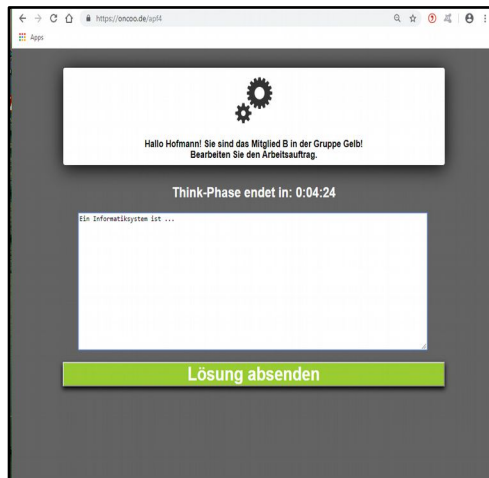 https://oncoo.de/apf4
Apps
Hallo Hofmann! Sie sind das Mitglied B in der Gruppe Gelb!
Bearbeiten Sie den Arbeitsauftrag.
Think-Phase endet in: 0:04:24
Ein Informatiksystem ist ...
Lösung absenden